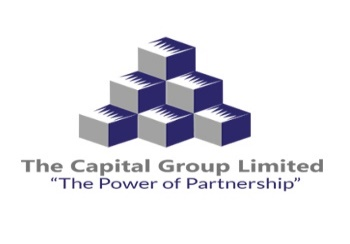 The Capital Group Limited
“The Power of Partnership”